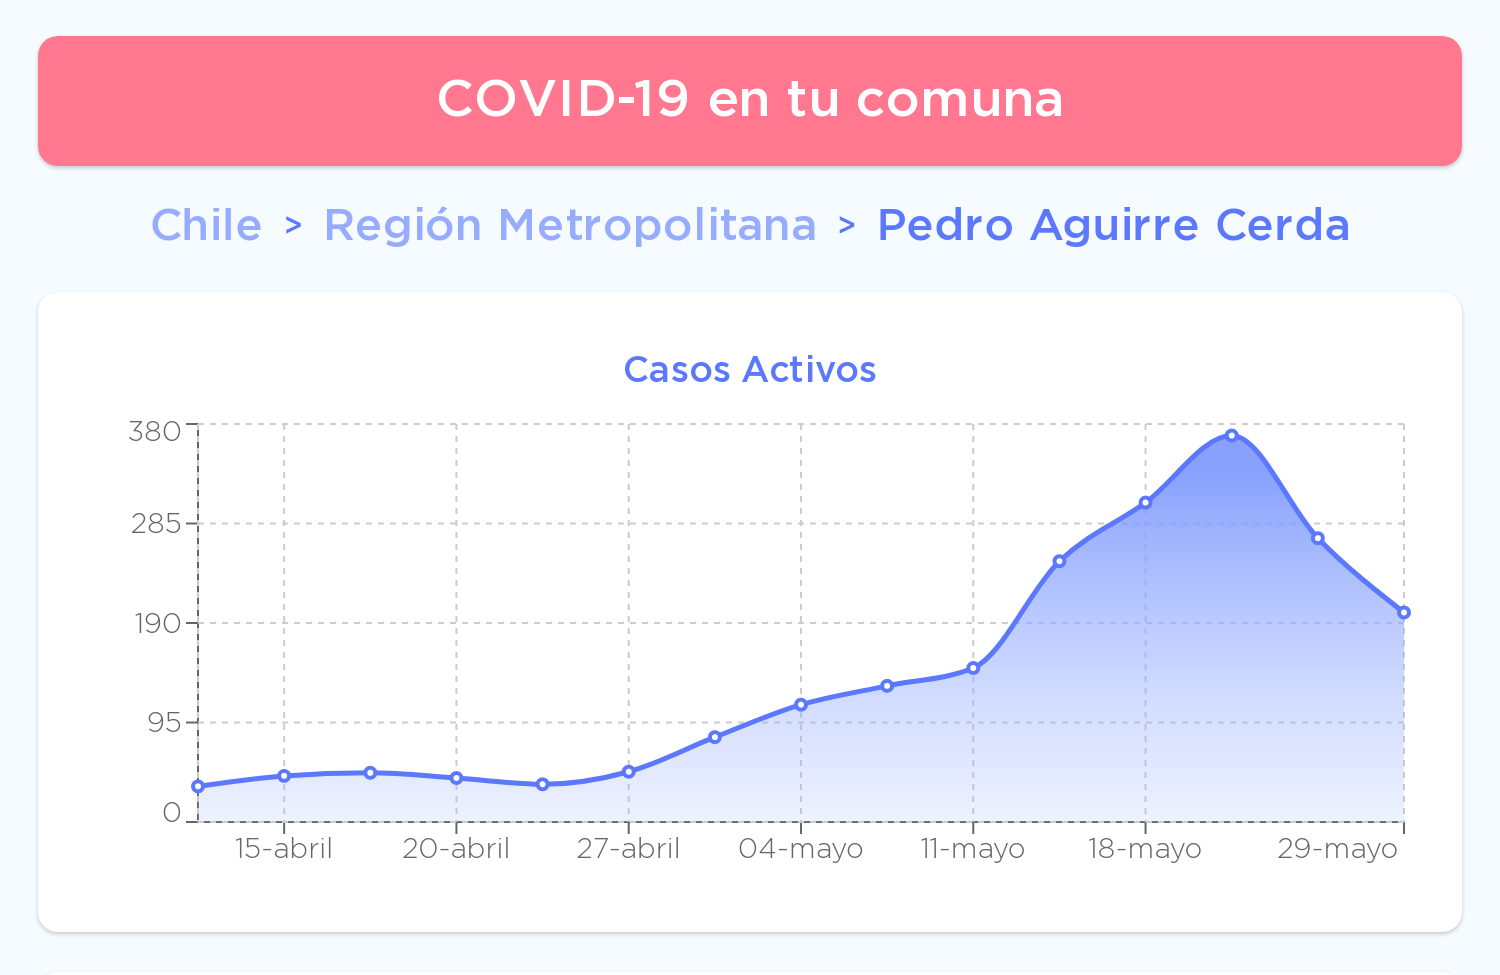 COVID-19 en tu comuna
Chile > Región Metropolitana > Pedro Aguirre Cerda
Casos Activos
380
285
190
95
0
15-abril 20-abril 27-abril 04-mayo 11-mayo 18-mayo 29-mayo